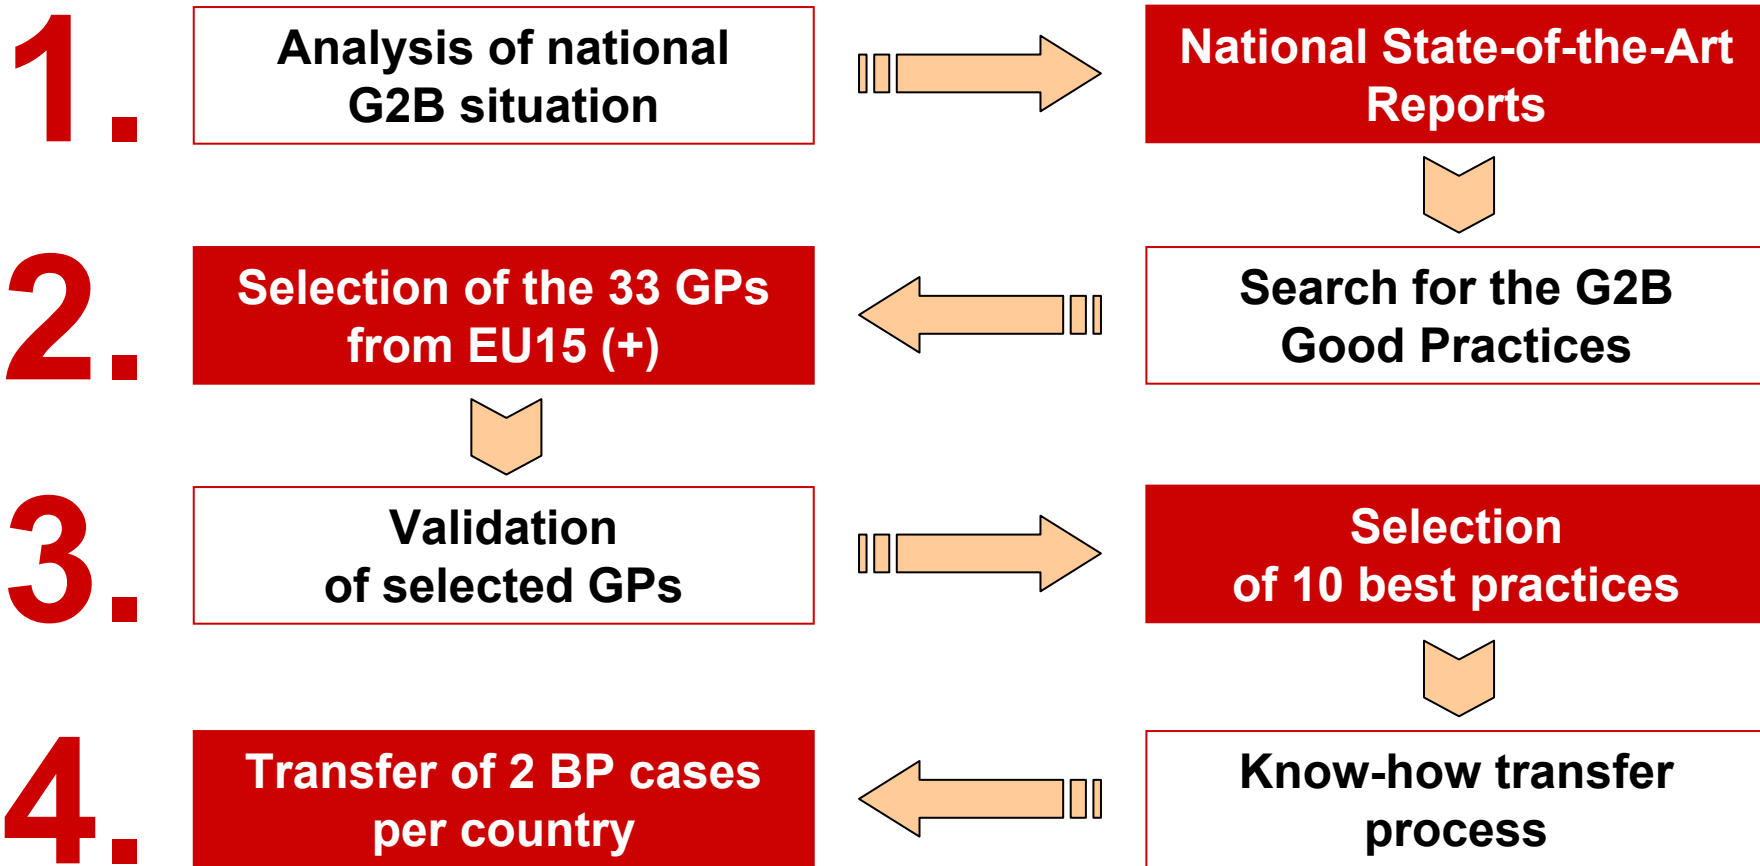 1.
Analysis of national
G2B situation
National State-of-the-Art
Reports
2.
Selection of the 33 GPs
from EU15 (+)
Search for the G2B
Good Practices
3.
Validation
of selected GPs
Selection
of 10 best practices
4.
Transfer of 2 BP cases
per country
Know-how transfer
process